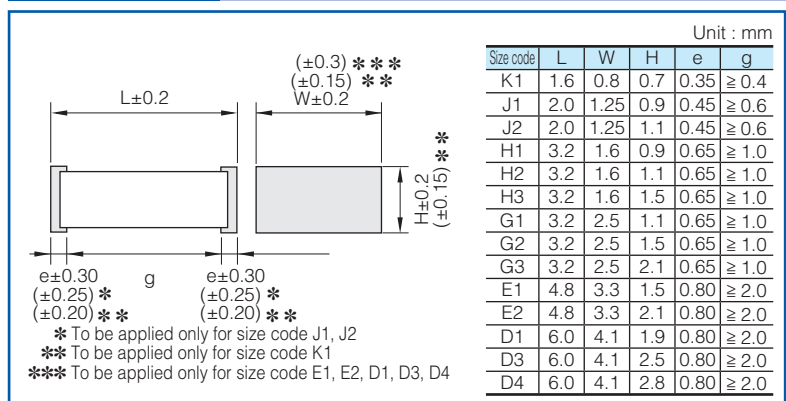 Unit : mm
(±0.3) ✱✱✱
(±0.15) ✱✱
L±0.2
W±0.2
H±0.2
(±0.15) ✱✱
e±0.30
g
e±0.30
(±0.25) ✱
(±0.25) ✱
(±0.20) ✱✱
(±0.20) ✱✱
✱ To be applied only for size code J1, J2
✱✱ To be applied only for size code K1
✱✱✱ To be applied only for size code E1, E2, D1, D3, D4
Size code L W H e g
K1 1.6 0.8 0.7 0.35 ≧ 0.4
J1 2.0 1.25 0.9 0.45 ≧ 0.6
J2 2.0 1.25 1.1 0.45 ≧ 0.6
H1 3.2 1.6 0.9 0.65 ≧ 1.0
H2 3.2 1.6 1.1 0.65 ≧ 1.0
H3 3.2 1.6 1.5 0.65 ≧ 1.0
G1 3.2 2.5 1.1 0.65 ≧ 1.0
G2 3.2 2.5 1.5 0.65 ≧ 1.0
G3 3.2 2.5 2.1 0.65 ≧ 1.0
E1 4.8 3.3 1.5 0.80 ≧ 2.0
E2 4.8 3.3 2.1 0.80 ≧ 2.0
D1 6.0 4.1 1.9 0.80 ≧ 2.0
D3 6.0 4.1 2.5 0.80 ≧ 2.0
D4 6.0 4.1 2.8 0.80 ≧ 2.0